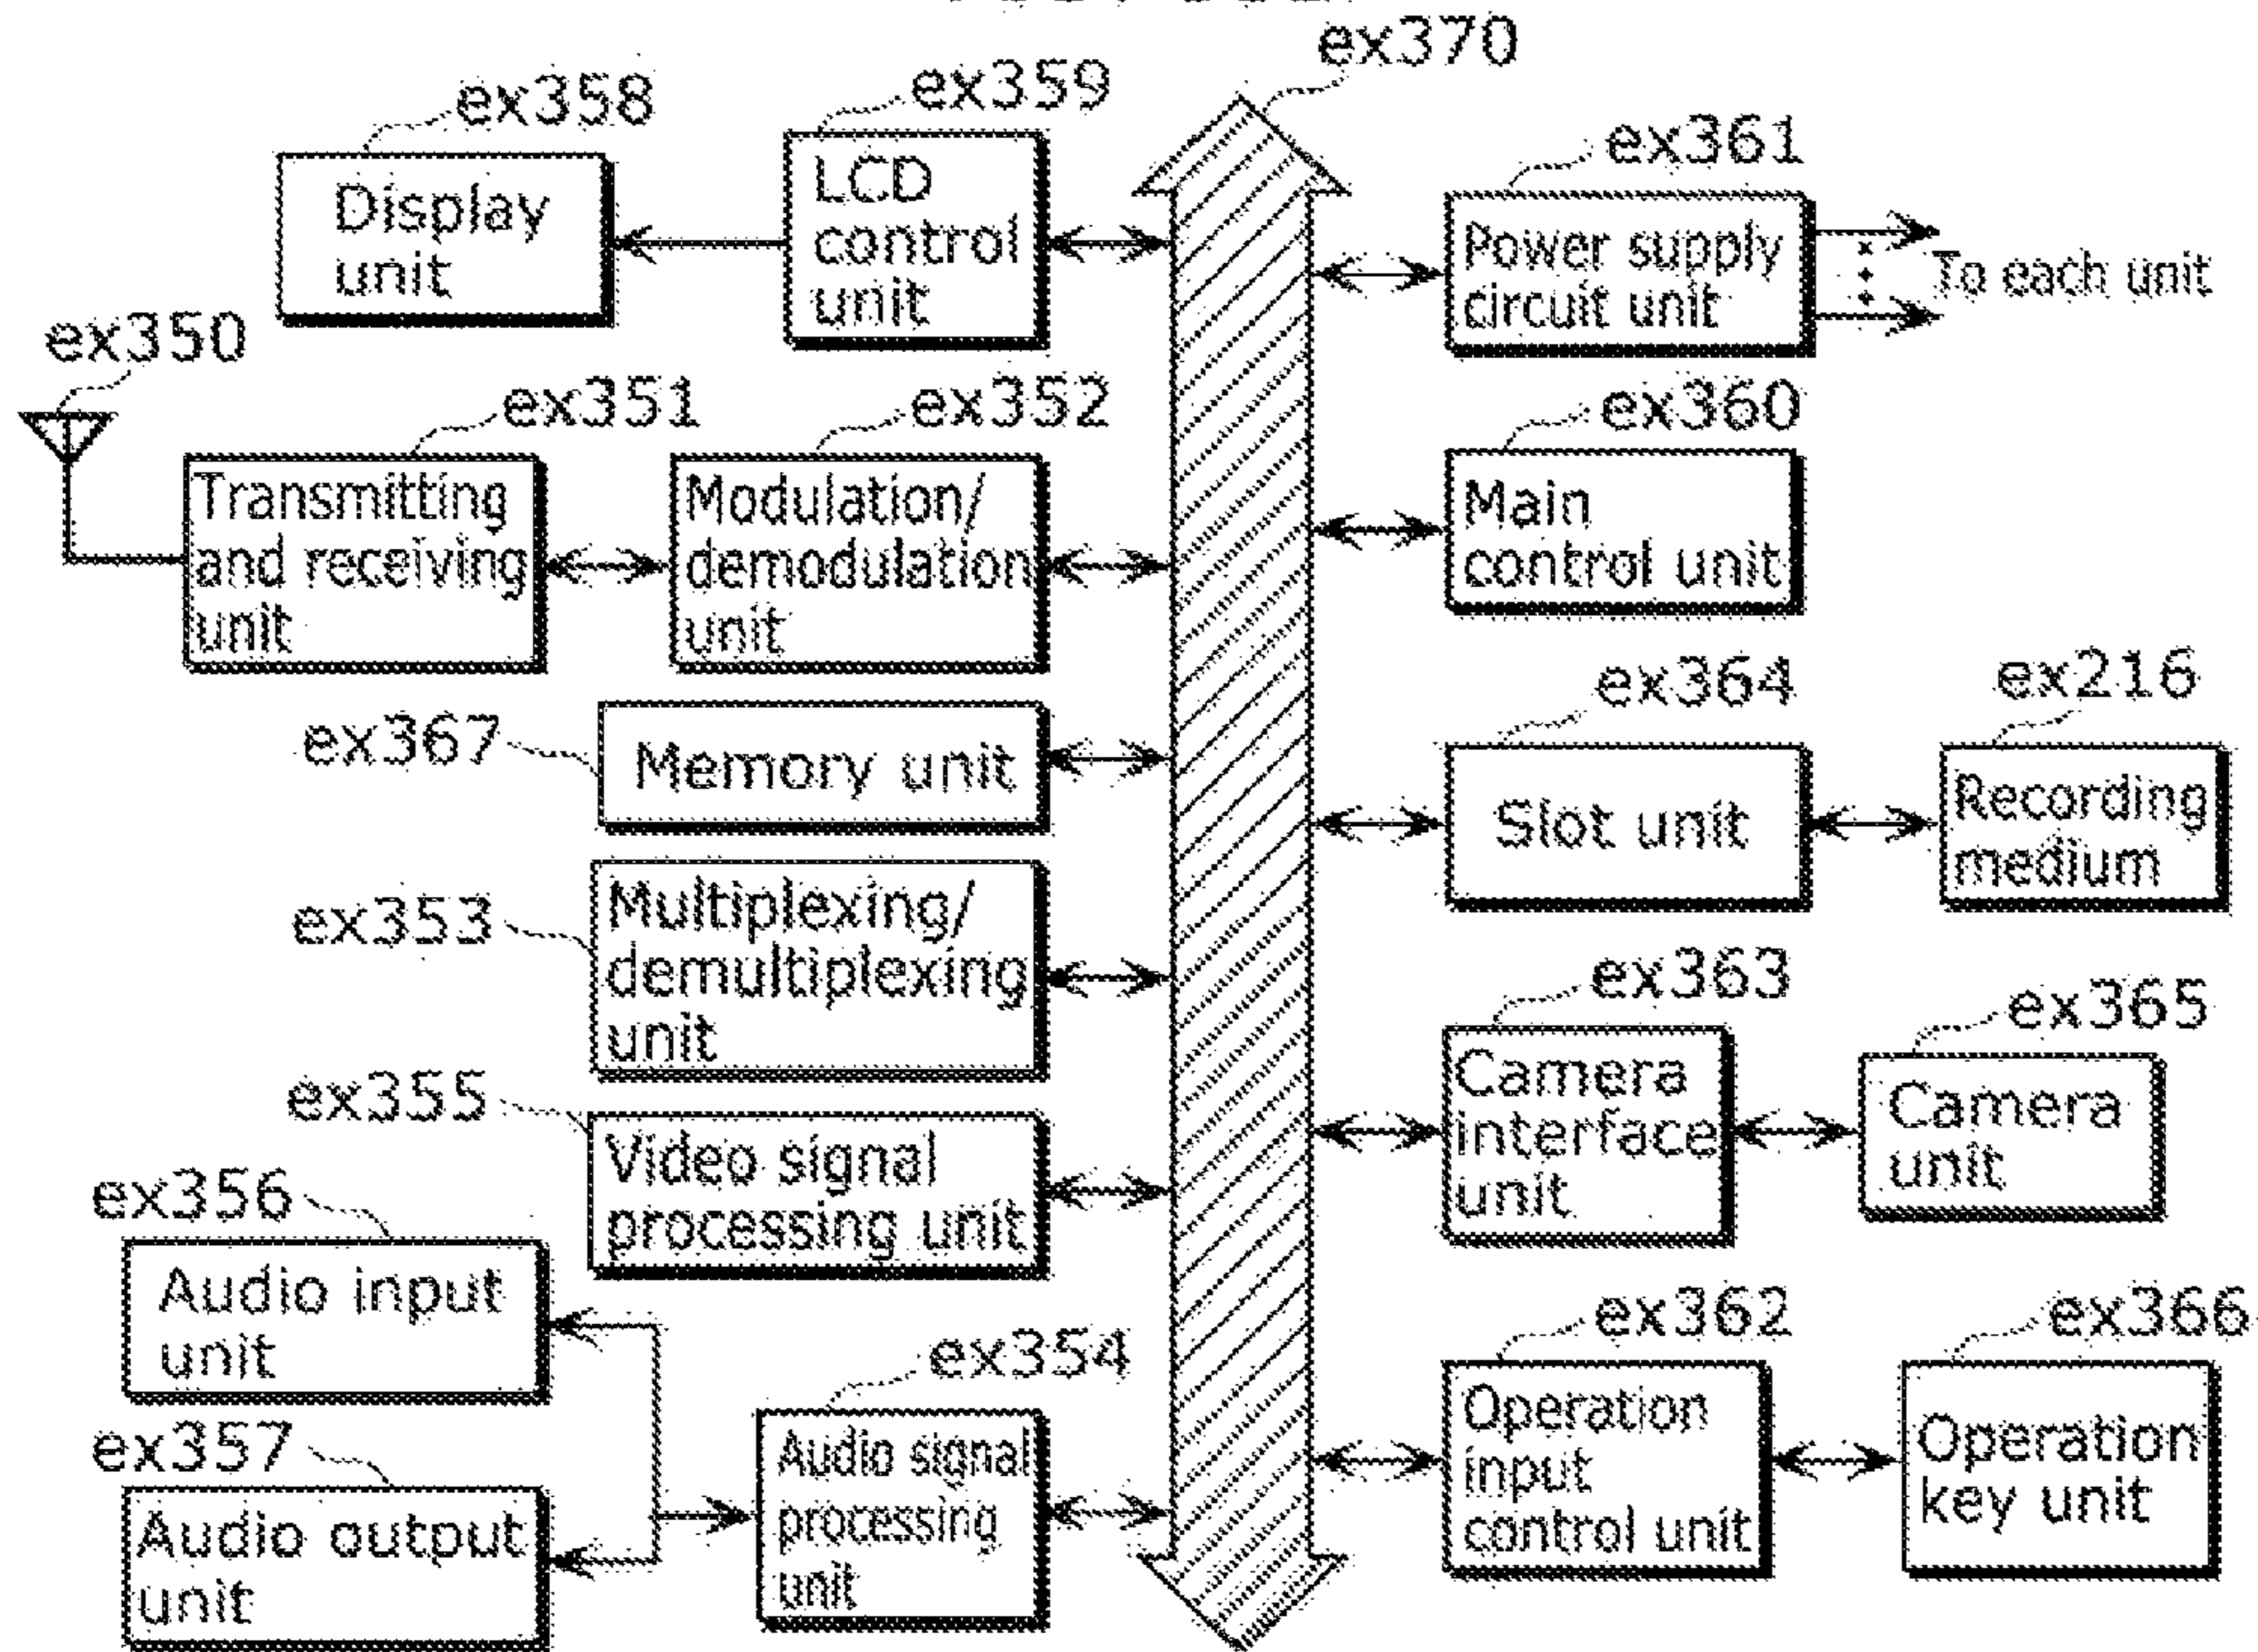 ex370
ex358
ex359
ex361
Display
unit
LCD
control
unit
Power supply
circuit unit
To each unit
ex350
ex351
ex352
ex360
Transmitting
and receiving
unit
Modulation/
demodulation
unit
Main
control unit
ex367
Memory unit
ex364
ex216
Slot unit
Recording
medium
ex353
Multiplexing/
demultiplexing
unit
ex363
ex365
Camera
interface
unit
Camera
unit
ex355
Video signal
processing unit
ex356
Audio input
unit
ex354
ex362
ex366
ex357
Audio output
unit
Audio signal
processing
unit
Operation
input
control unit
Operation
key unit